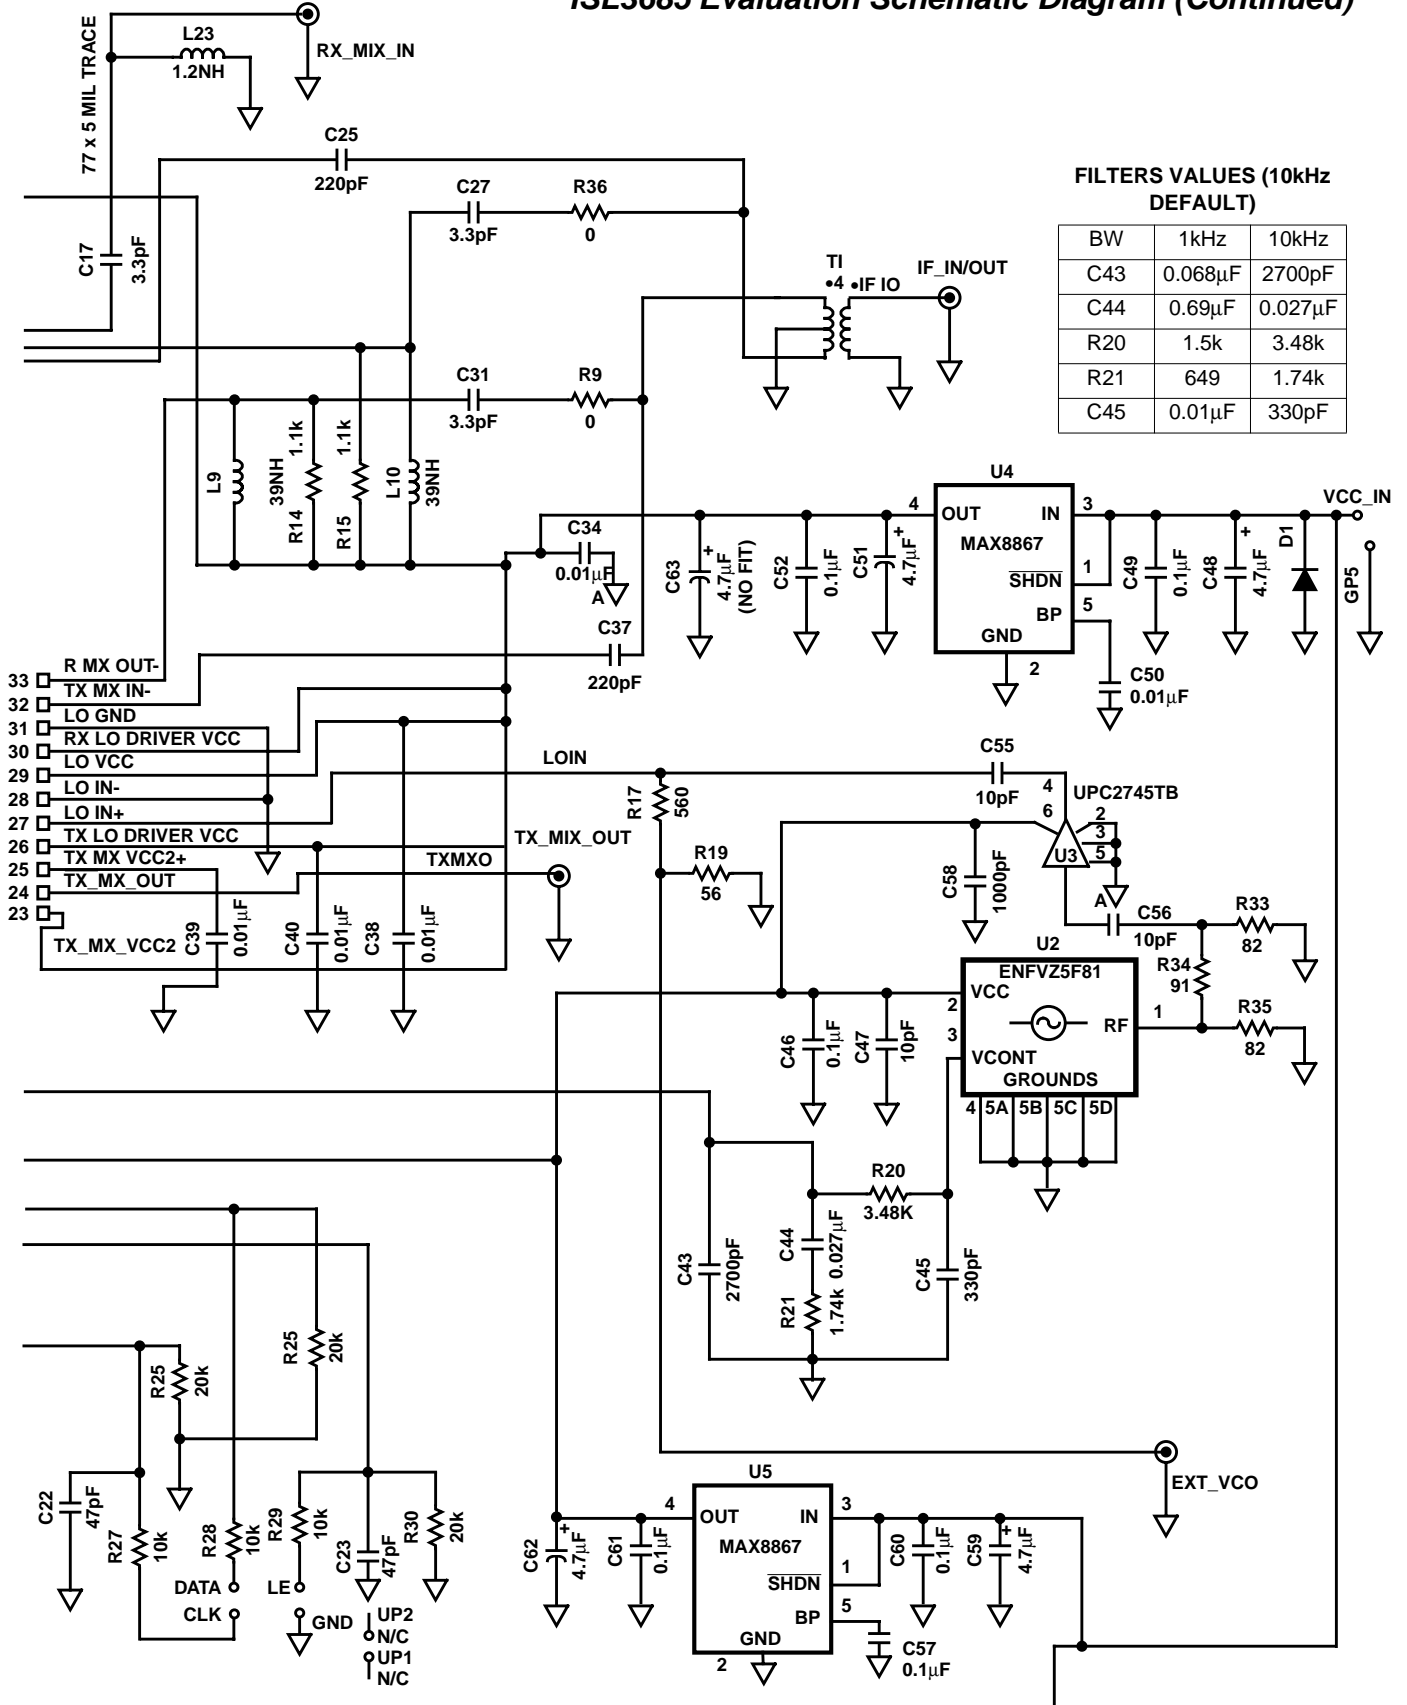 ISL3685 Evaluation Schematic Diagram (Continued)
77 x 5 MIL TRACE
L23
1.2NH
RX_MIX_IN
C25
220pF
C27
3.3pF
R36
0
C17
3.3pF
FILTERS VALUES (10kHz
DEFAULT)
BW 1kHz 10kHz
C43 0.068μF 2700pF
C44 0.69μF 0.027μF
R20 1.5k 3.48k
R21 649 1.74k
C45 0.01μF 330pF
TI
•4 •IF IO
IF_IN/OUT
C31
3.3pF
R9
0
L9
39NH
R14
1.1k
R15
1.1k
L10
39NH
C34
0.01μF
A
C37
220pF
C63
4.7μF
(NO FIT)
+
C52
0.1μF
C51
4.7μF
+
U4
4 OUT IN 3
MAX8867
SHDN 1
BP 5
GND
2
C50
0.01μF
C49
0.1μF
C48
4.7μF
+
D1
VCC_IN
GP5
33 R MX OUT-
32 TX MX IN-
31 LO GND
30 RX LO DRIVER VCC
29 LO VCC
28 LO IN-
27 LO IN+
26 TX LO DRIVER VCC
25 TX MX VCC2+
24 TX_MX_OUT
23
TX_MX_VCC2
C39
0.01μF
C40
0.01μF
C38
0.01μF
LOIN
TXMXO
TX_MIX_OUT
R17
560
R19
56
C55
10pF
4
6
UPC2745TB
2
3
5
U3
A
C58
1000pF
C56
10pF
R33
82
R34
91
R35
82
U2
ENFVZ5F81
2 VCC
3
VCONT
RF 1
GROUNDS
4 5A 5B 5C 5D
C46
0.1μF
C47
10pF
R20
3.48K
C43
2700pF
C44
0.027μF
R21
1.74k
C45
330pF
R25
20k
R25
20k
C22
47pF
R27
10k
R28
10k
R29
10k
C23
47pF
R30
20k
DATA
CLK
LE
GND
UP2
N/C
UP1
N/C
EXT_VCO
U5
4 OUT IN 3
MAX8867
SHDN 1
BP 5
GND
2
C62
4.7μF
+
C61
0.1μF
C60
0.1μF
C59
4.7μF
+
C57
0.1μF